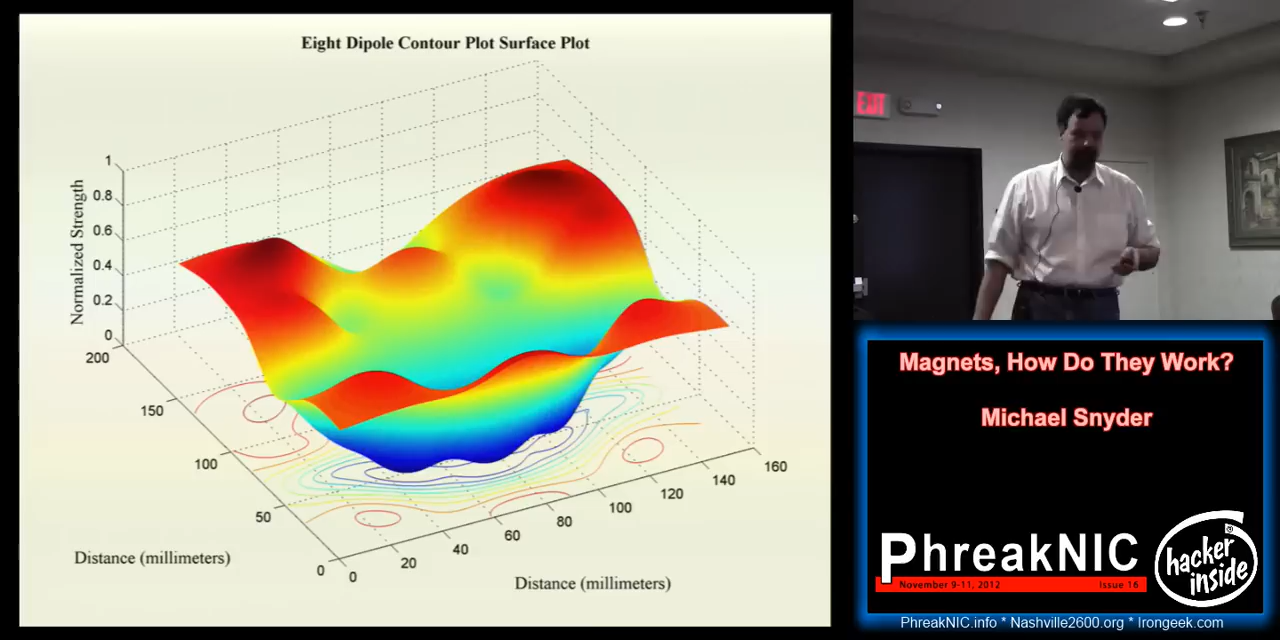 Eight Dipole Contour Plot Surface Plot
Normalized Strength
1
0.8
0.6
0.4
0.2
0
200
150
100
50
0
0
20
40
60
80
100
120
140
160
Distance (millimeters)
Distance (millimeters)
EXIT
Magnets, How Do They Work?
Michael Snyder
PhreakNIC
November 9-11, 2012 Issue 16
hacker
inside
PhreakNIC.info * Nashville2600.org * Irongeek.com